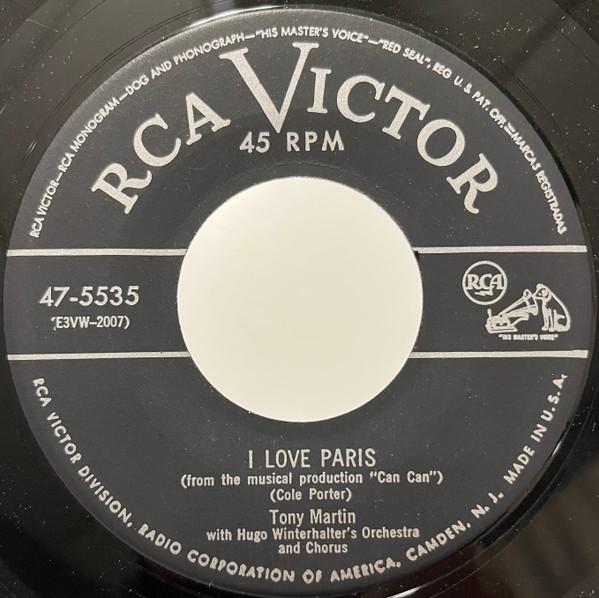 RCA VICTOR—RCA MONOGRAM—DOG AND PHONOGRAPH—"HIS MASTER'S VOICE"—"RED SEAL", REG. U. S. PAT. OFF.—MARCAS REGISTRADAS
RCA VICTOR
45 RPM
47-5535
(E3VW-2007)
RCA
"HIS MASTER'S VOICE"
I LOVE PARIS
(from the musical production "Can Can")
(Cole Porter)
Tony Martin
with Hugo Winterhalter's Orchestra
and Chorus
RCA VICTOR DIVISION, RADIO CORPORATION OF AMERICA, CAMDEN, N. J. MADE IN U. S. A.